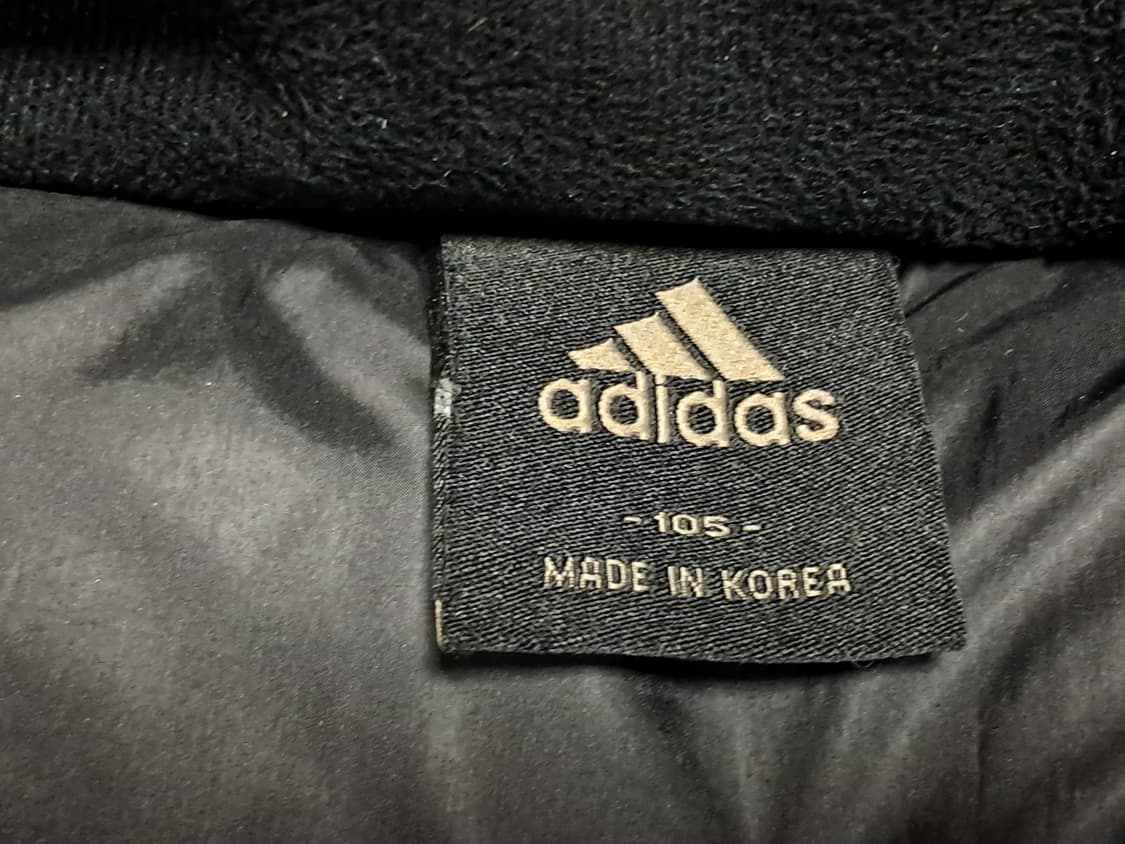 adidas
- 105 -
MADE IN KOREA